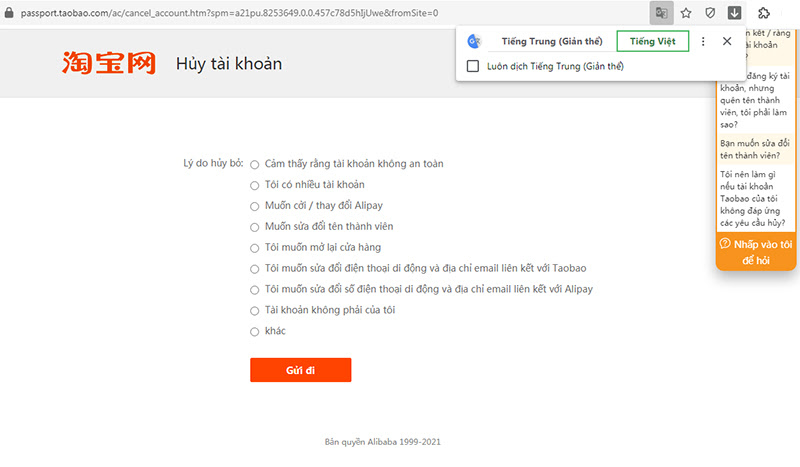 passport.taobao.com/ac/cancel_account.htm?spm=a21pu.8253649.0.0.457c78d5hIjUwe&fromSite=0
Tiếng Trung (Giản thể)
Tiếng Việt
Luôn dịch Tiếng Trung (Giản thể)
淘宝网
Hủy tài khoản
kết / ràng
tài khoản
?
đăng ký tài
khoản, nhưng
quên tên thành
viên, tôi phải làm
sao?
Bạn muốn sửa đổi
tên thành viên?
Tôi nên làm gì
nếu tài khoản
Taobao của tôi
không đáp ứng
các yêu cầu hủy?
Nhấp vào tôi
để hỏi
Lý do hủy bỏ:
Cảm thấy rằng tài khoản không an toàn
Tôi có nhiều tài khoản
Muốn cởi / thay đổi Alipay
Muốn sửa đổi tên thành viên
Tôi muốn mở lại cửa hàng
Tôi muốn sửa đổi điện thoại di động và địa chỉ email liên kết với Taobao
Tôi muốn sửa đổi số điện thoại di động và địa chỉ email liên kết với Alipay
Tài khoản không phải của tôi
khác
Gửi đi
Bản quyền Alibaba 1999-2021